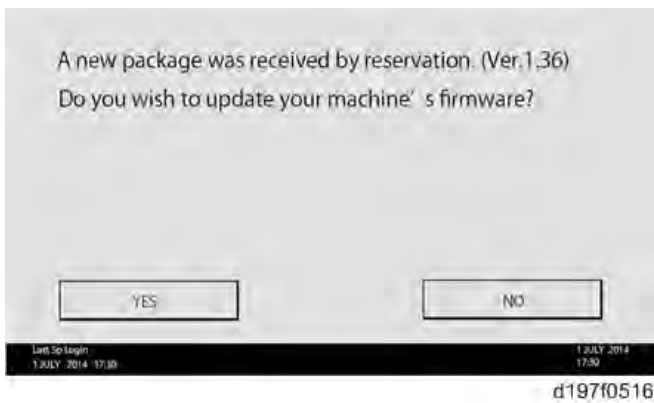 A new package was received by reservation. (Ver.1.36)
Do you wish to update your machine’ s firmware?
YES
NO
Last Sp Login
1 JULY 2014 17:30
1 JULY 2014
17:30
d197f0516